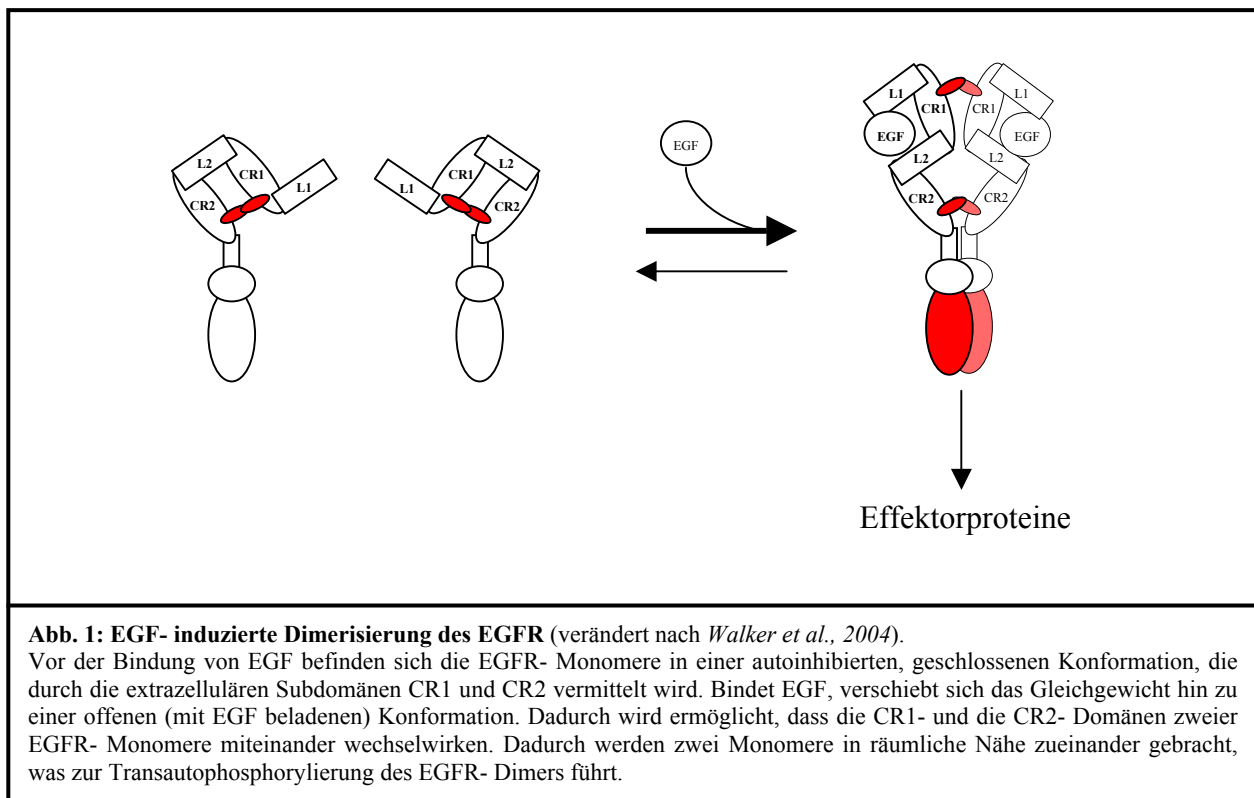 L2
CR1
L1
CR2
L1
CR1
L2
CR2
EGF
L1
CR1
EGF
L2
CR2
CR1
L1
EGF
L2
CR2
Effektorproteine
Abb. 1: EGF- induzierte Dimerisierung des EGFR (verändert nach Walker et al., 2004).
Vor der Bindung von EGF befinden sich die EGFR- Monomere in einer autoinhibierten, geschlossenen Konformation, die
durch die extrazellulären Subdomänen CR1 und CR2 vermittelt wird. Bindet EGF, verschiebt sich das Gleichgewicht hin zu
einer offenen (mit EGF beladenen) Konformation. Dadurch wird ermöglicht, dass die CR1- und die CR2- Domänen zweier
EGFR- Monomere miteinander wechselwirken. Dadurch werden zwei Monomere in räumliche Nähe zueinander gebracht,
was zur Transautophosphorylierung des EGFR- Dimers führt.